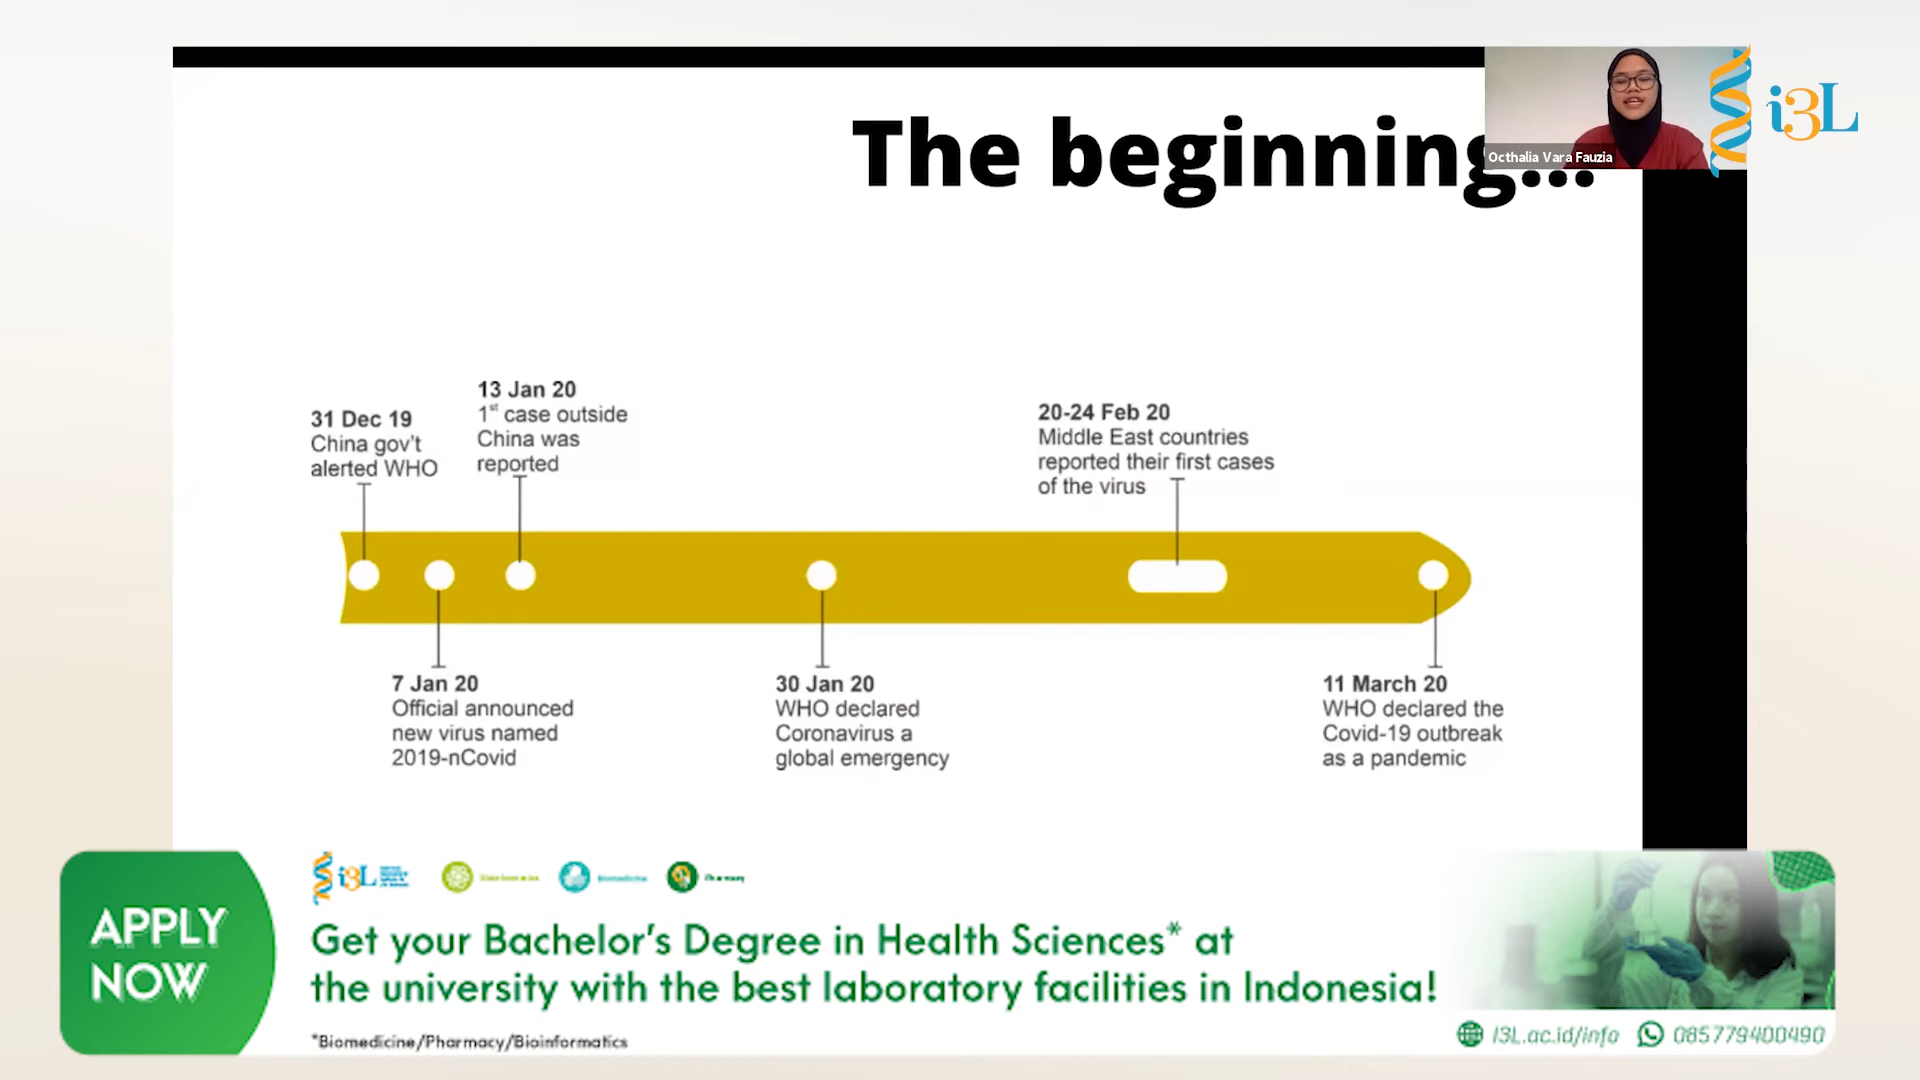 The beginning...
Octhalia Vara Fauzia
i3L
31 Dec 19
China gov't
alerted WHO
13 Jan 20
1st case outside
China was
reported
20-24 Feb 20
Middle East countries
reported their first cases
of the virus
7 Jan 20
Official announced
new virus named
2019-nCovid
30 Jan 20
WHO declared
Coronavirus a
global emergency
11 March 20
WHO declared the
Covid-19 outbreak
as a pandemic
APPLY
NOW
i3L
Bioinformatics
Biomedicine
Pharmacy
Get your Bachelor's Degree in Health Sciences* at
the university with the best laboratory facilities in Indonesia!
*Biomedicine/Pharmacy/Bioinformatics
i3L.ac.id/info
085779400490